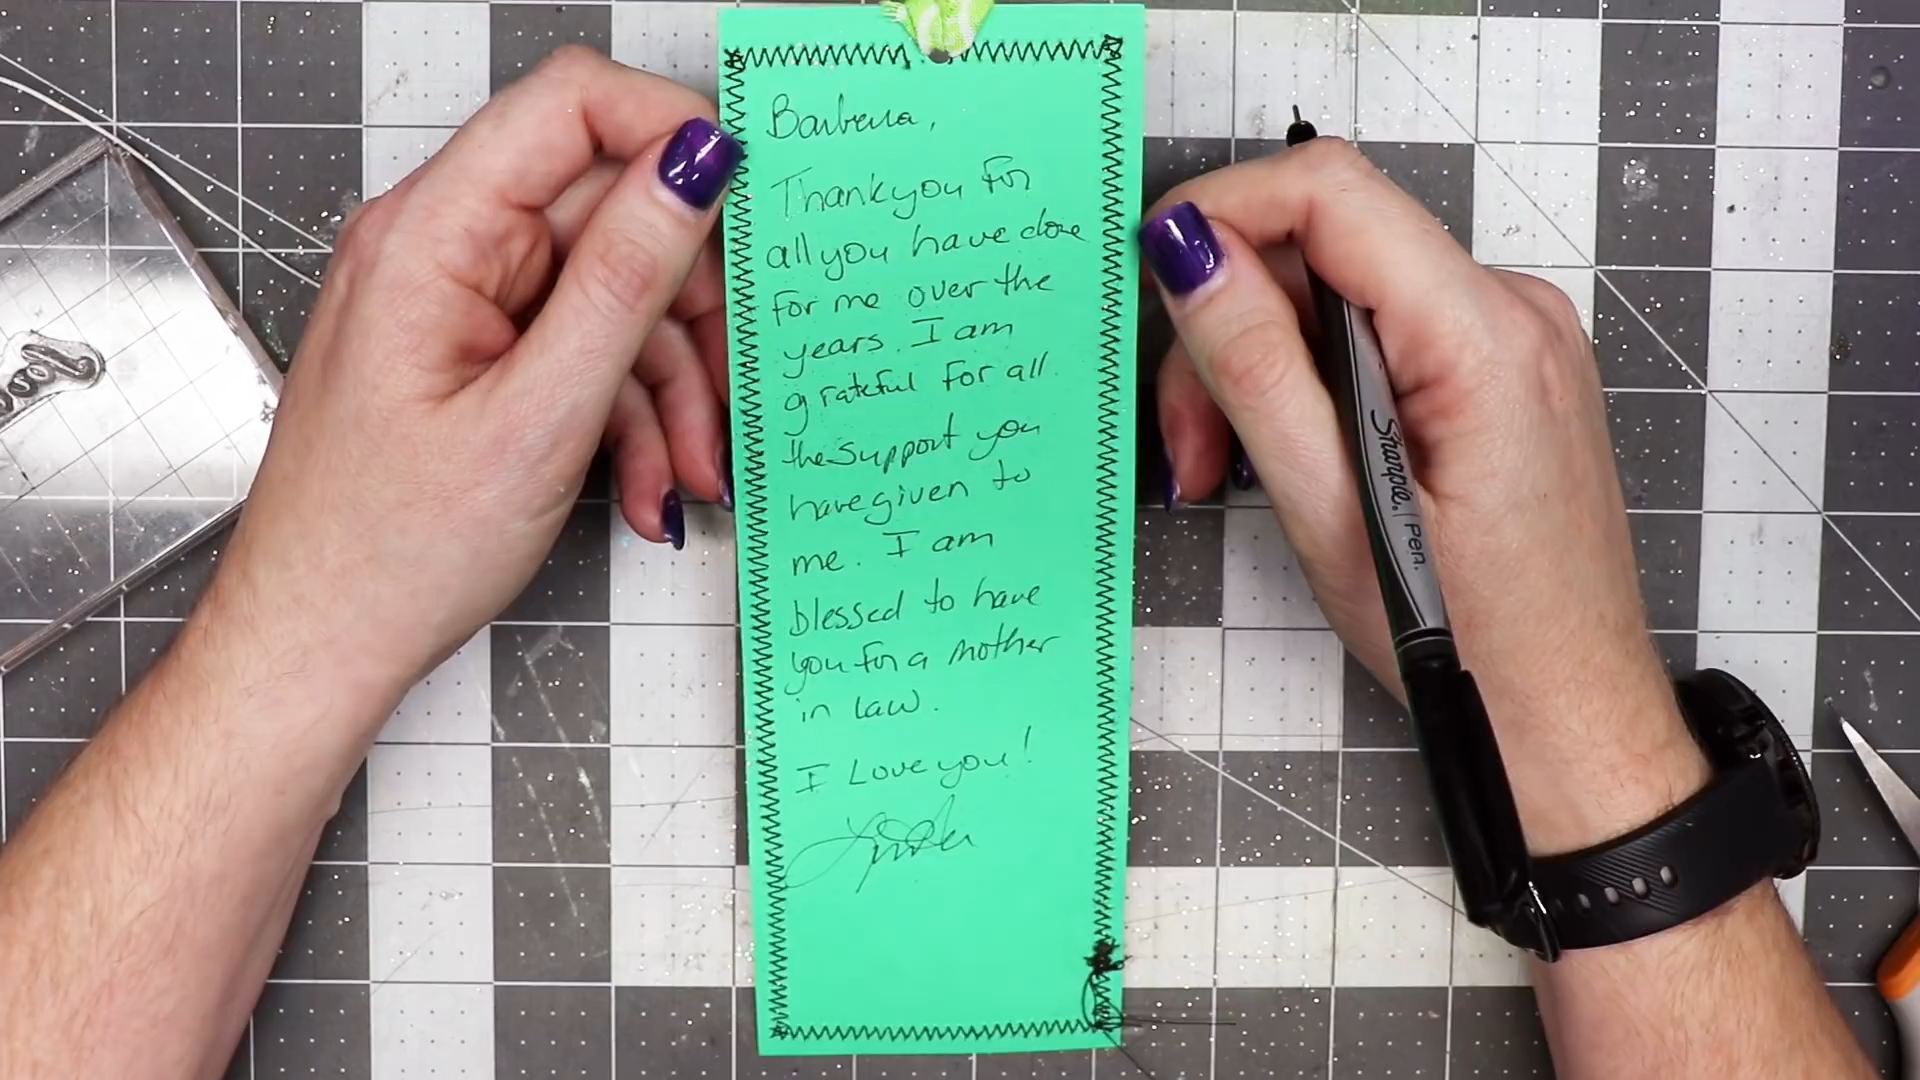 Barbara,
Thank you for
all you have done
for me over the
years. I am
grateful for all
the support you
have given to
me. I am
blessed to have
you for a mother
in law.
I Love you!
Sharpie. PEN.